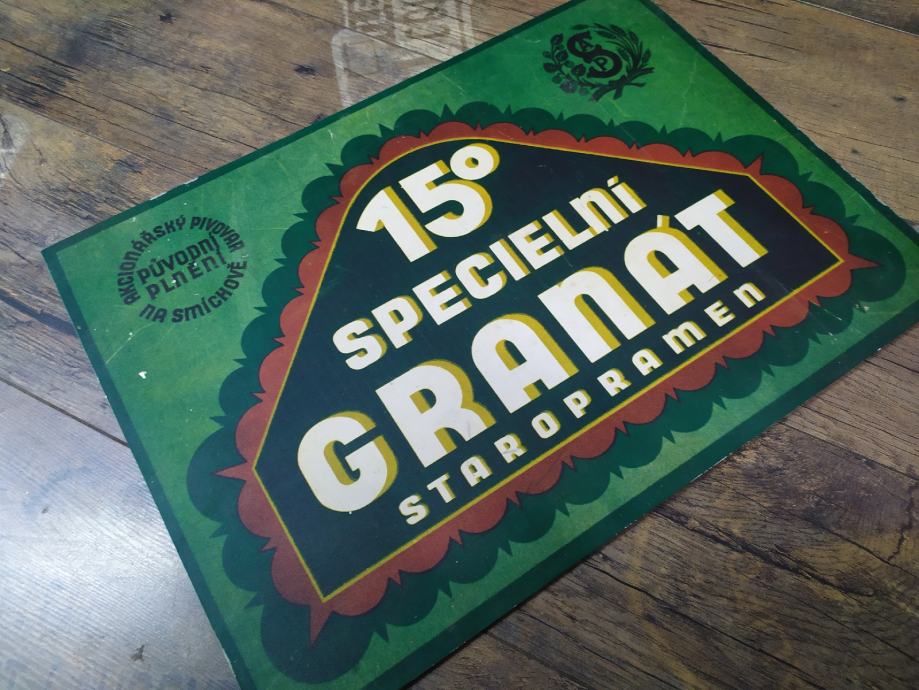 AKCIONÁŘSKÝ PIVOVAR
PŮVODNÍ
PLNĚNÍ
NA SMÍCHOVĚ
15°
SPECIELNÍ
GRANÁT
STAROPRAMEN